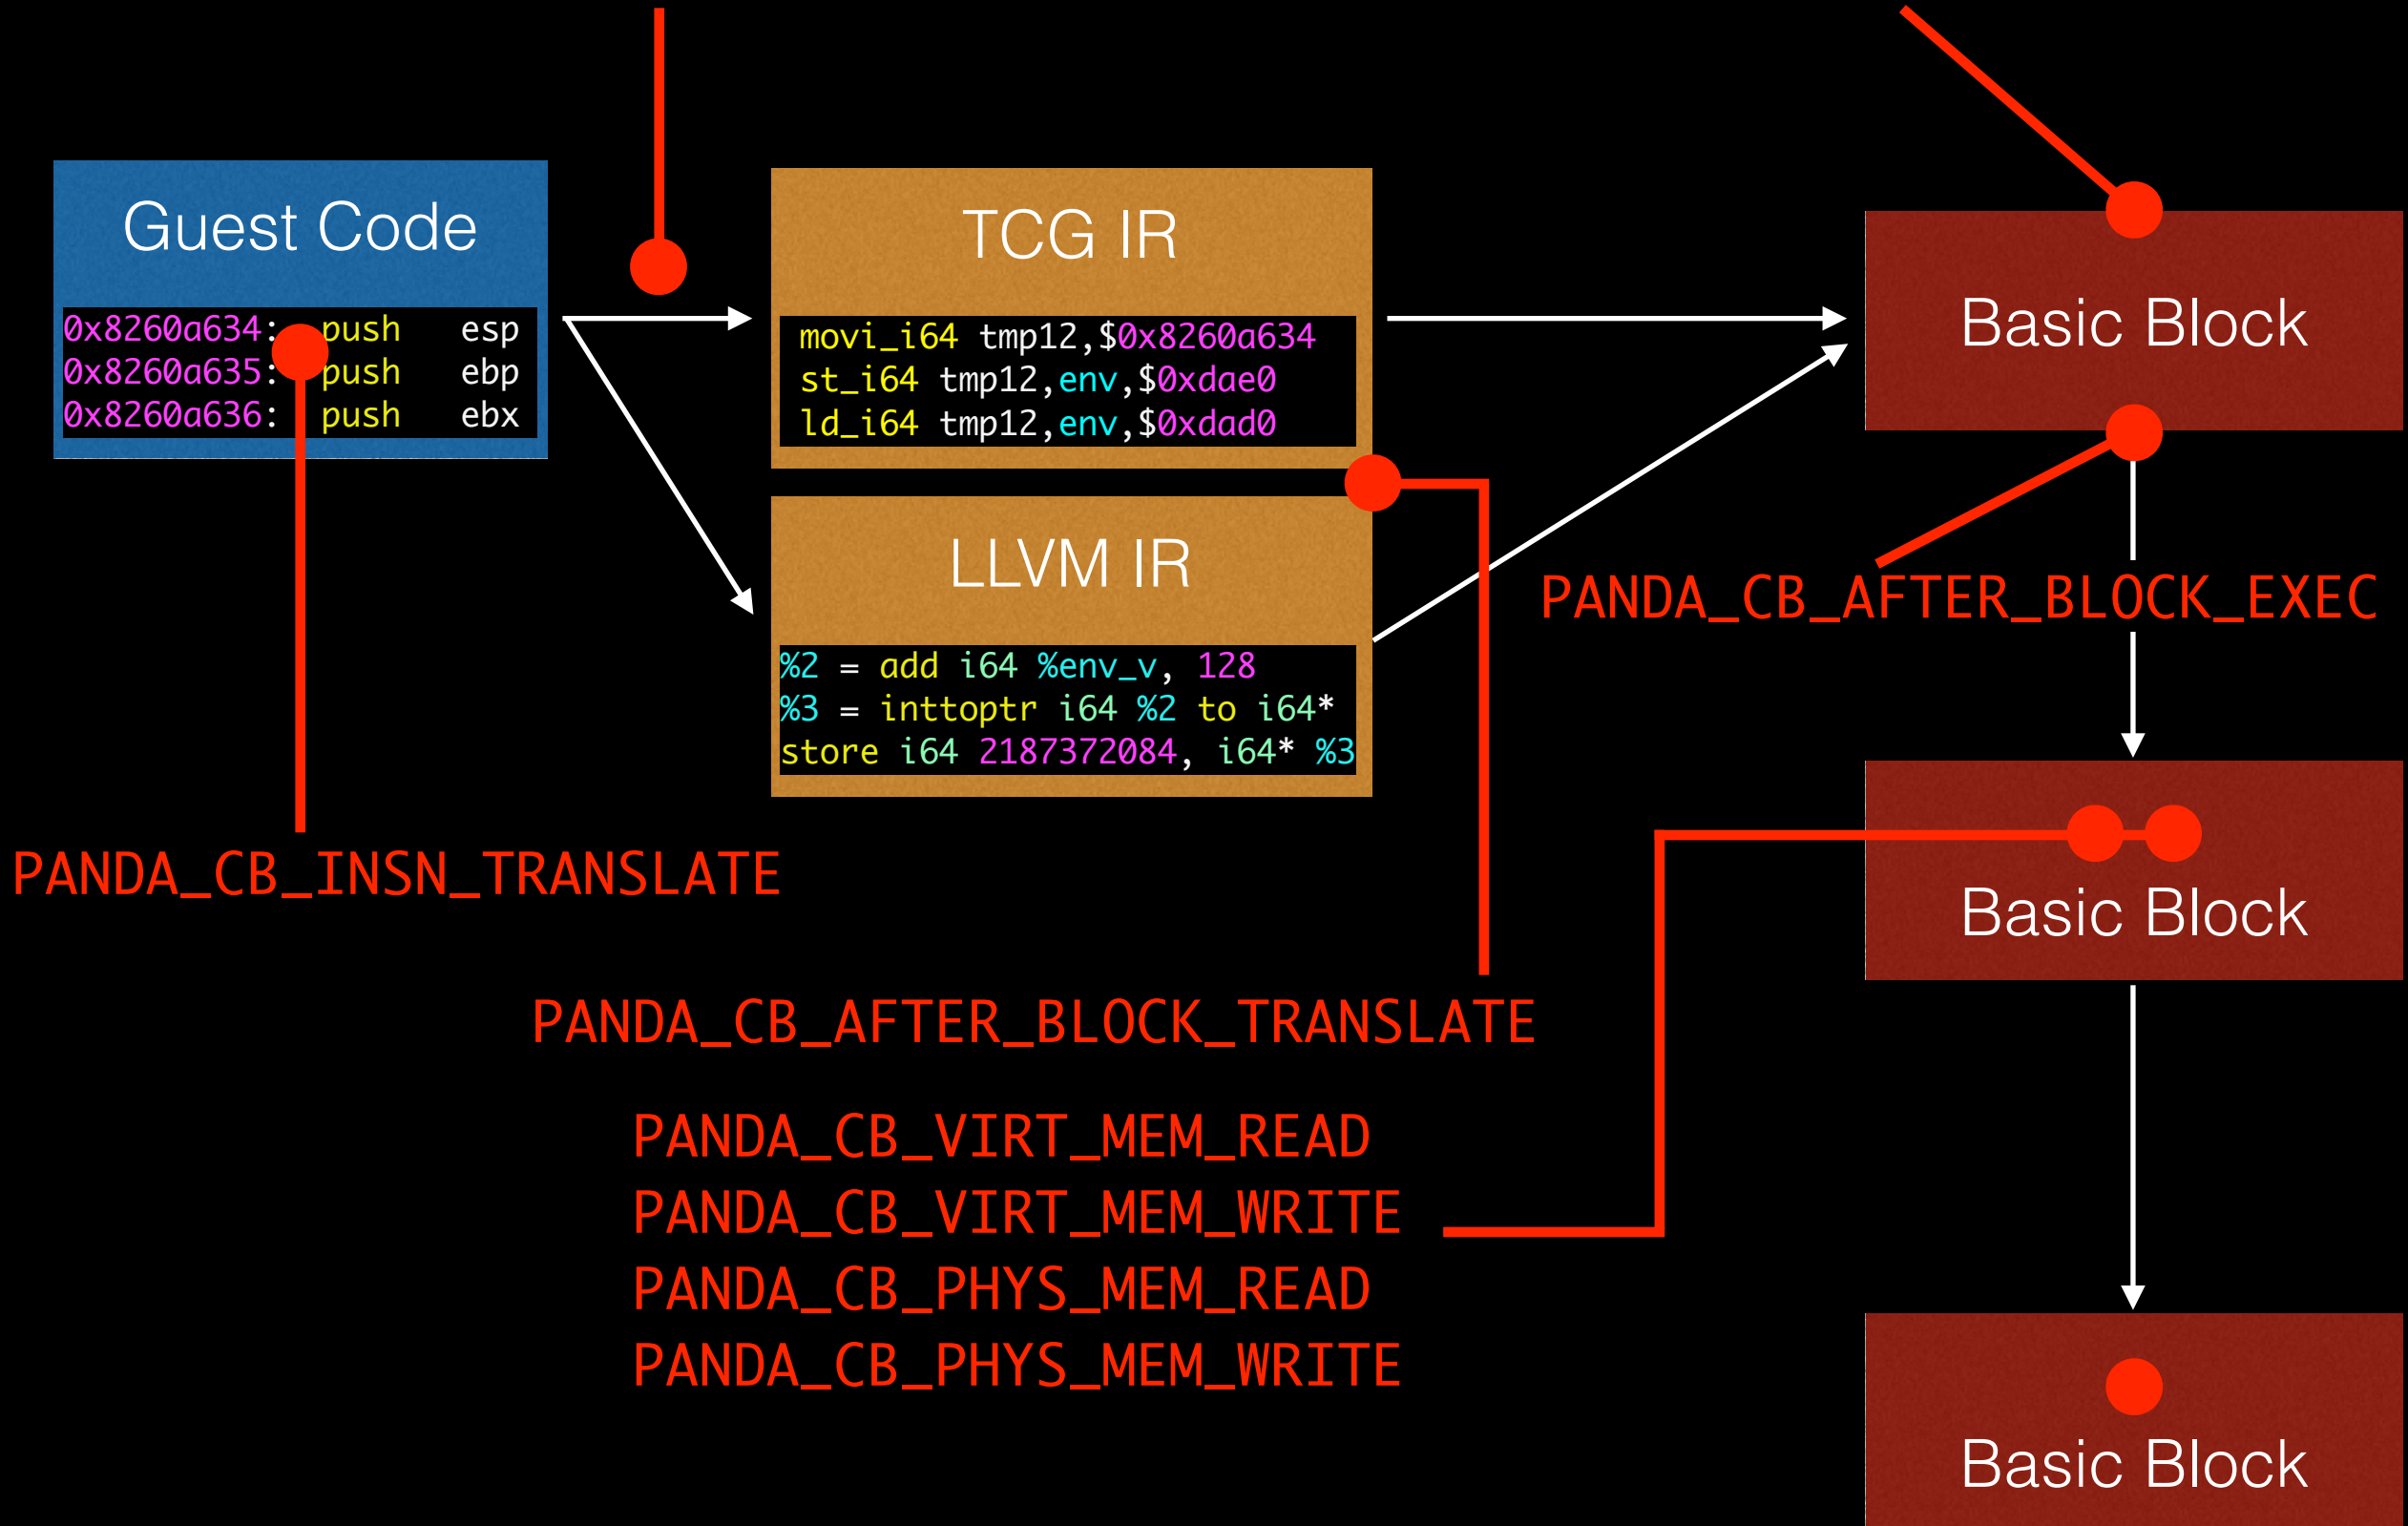 Guest Code
0x8260a634: push esp
0x8260a635: push ebp
0x8260a636: push ebx
TCG IR
movi_i64 tmp12,$0x8260a634
st_i64 tmp12,env,$0xdae0
ld_i64 tmp12,env,$0xdad0
LLVM IR
%2 = add i64 %env_v, 128
%3 = inttoptr i64 %2 to i64*
store i64 2187372084, i64* %3
Basic Block
PANDA_CB_AFTER_BLOCK_EXEC
Basic Block
PANDA_CB_INSN_TRANSLATE
PANDA_CB_AFTER_BLOCK_TRANSLATE
PANDA_CB_VIRT_MEM_READ
PANDA_CB_VIRT_MEM_WRITE
PANDA_CB_PHYS_MEM_READ
PANDA_CB_PHYS_MEM_WRITE
Basic Block